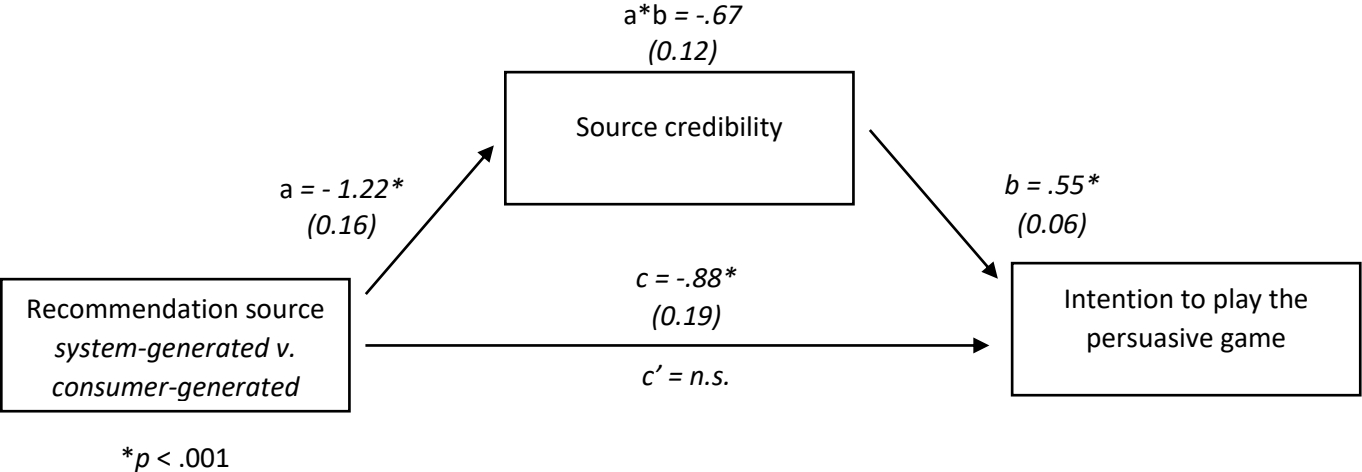 a*b = -.67
(0.12)
Source credibility
a = - 1.22*
(0.16)
b = .55*
(0.06)
c = -.88*
(0.19)
Recommendation source
system-generated v.
consumer-generated
Intention to play the
persuasive game
c’ = n.s.
*p < .001